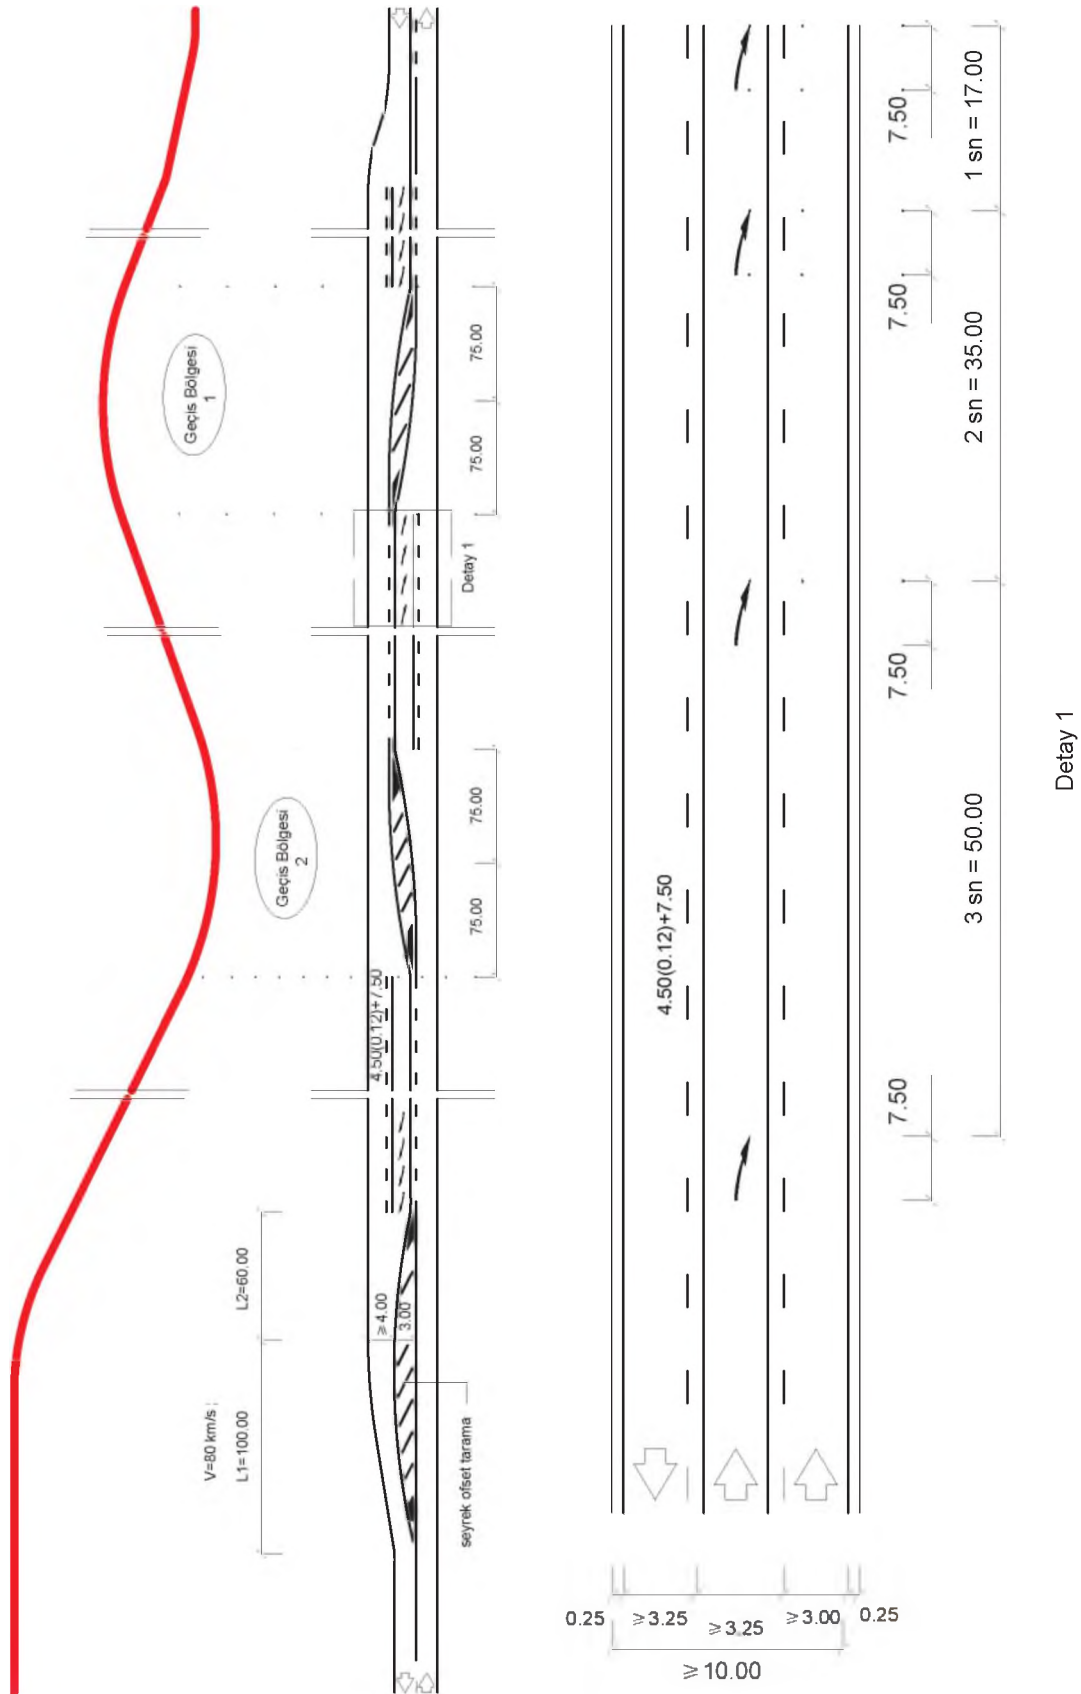 Geçis Bölgesi
1
75.00
75.00
Detay 1
Geçis Bölgesi
2
75.00
75.00
4.50(0.12)+7.50
L2=60.00
≥4.00
3.00
V=80 km/s ;
L1=100.00
seyrek ofset tarama
7.50
1 sn = 17.00
7.50
2 sn = 35.00
7.50
3 sn = 50.00
4.50(0.12)+7.50
7.50
Detay 1
0.25
≥3.25
≥3.25
≥3.00
0.25
≥10.00